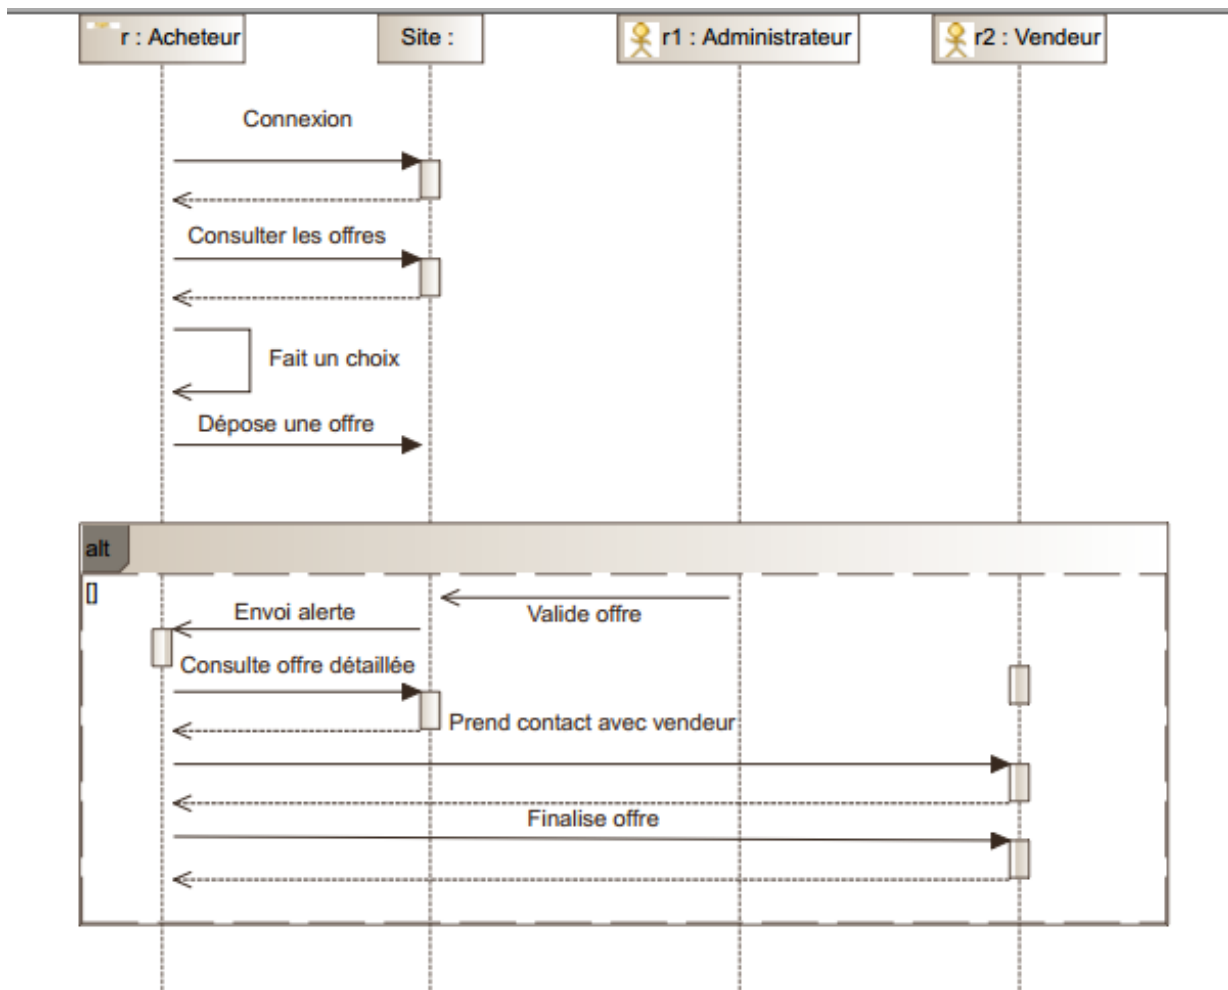 r : Acheteur
Site :
r1 : Administrateur
r2 : Vendeur
Connexion
Consulter les offres
Fait un choix
Dépose une offre
alt
[]
Valide offre
Envoi alerte
Consulte offre détaillée
Prend contact avec vendeur
Finalise offre